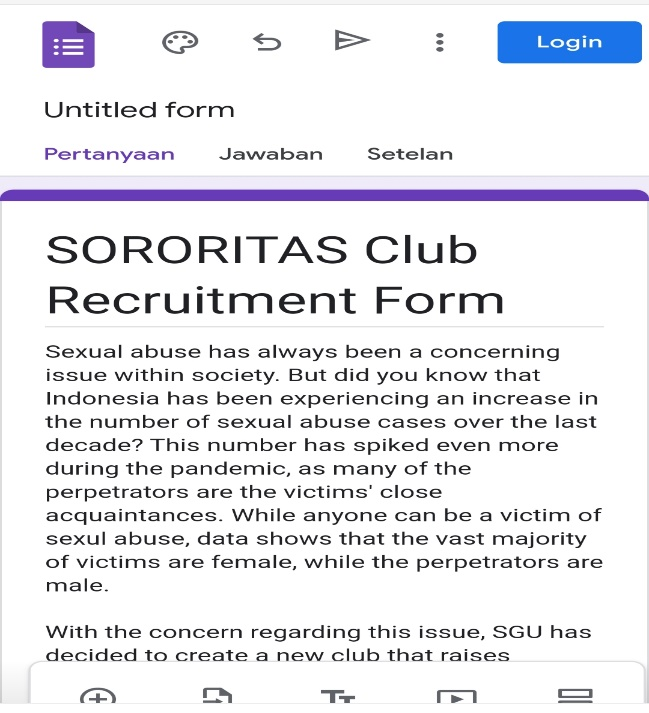 Login
Untitled form
Pertanyaan Jawaban Setelan
SORORITAS Club
Recruitment Form
Sexual abuse has always been a concerning
issue within society. But did you know that
Indonesia has been experiencing an increase in
the number of sexual abuse cases over the last
decade? This number has spiked even more
during the pandemic, as many of the
perpetrators are the victims' close
acquaintances. While anyone can be a victim of
sexul abuse, data shows that the vast majority
of victims are female, while the perpetrators are
male.
With the concern regarding this issue, SGU has
decided to create a new club that raises